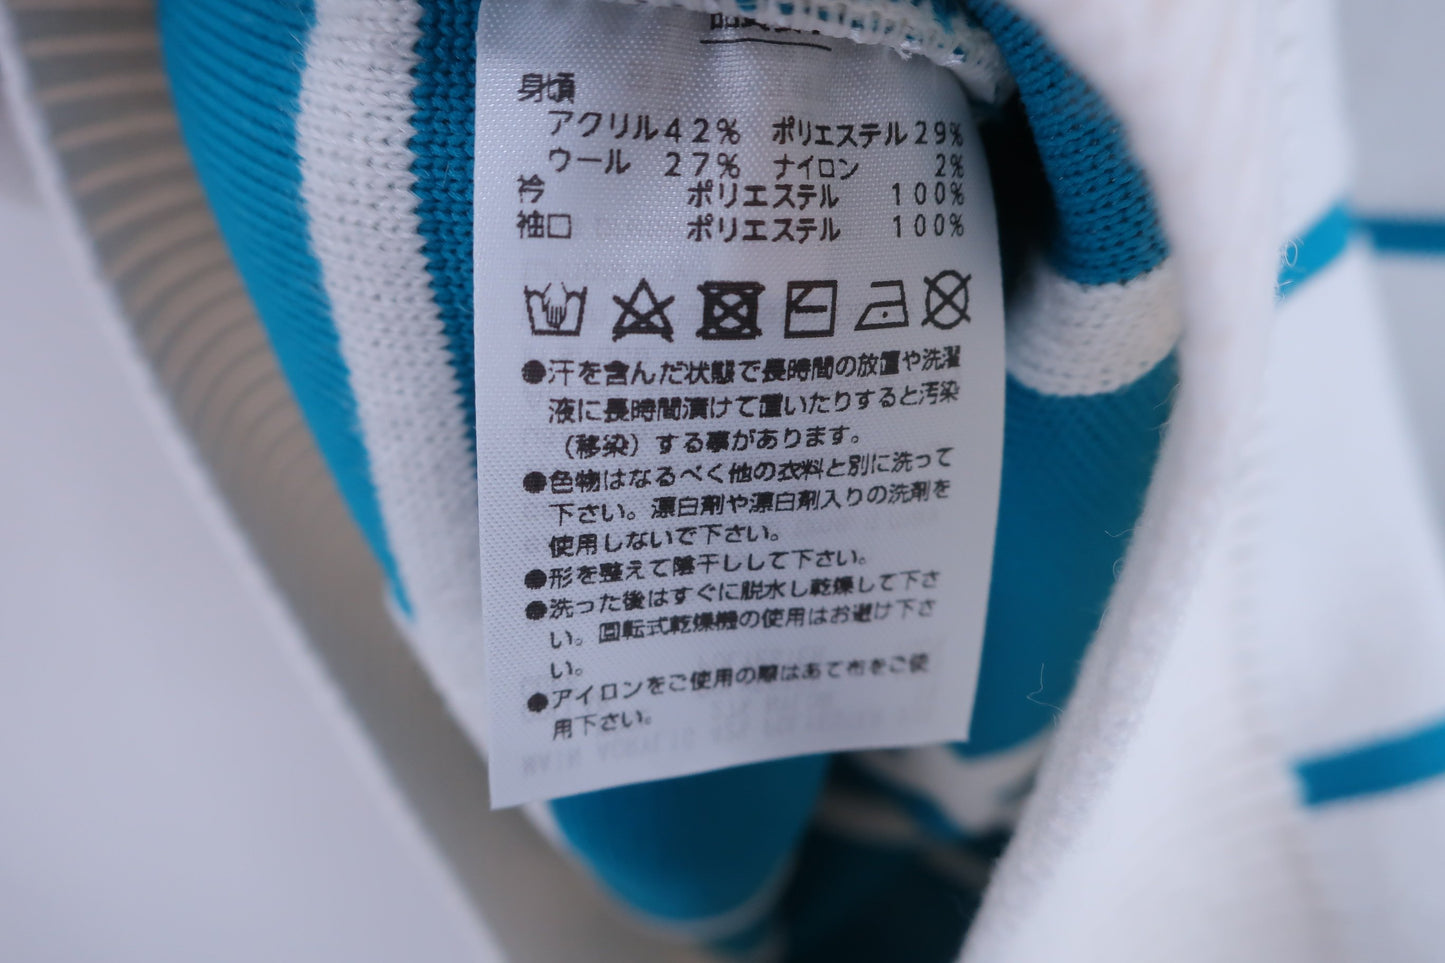 身頃
アクリル42% ポリエステル29%
ウール 27% ナイロン 2%
衿 ポリエステル 100%
袖口 ポリエステル 100%
●汗を含んだ状態で長時間の放置や洗濯
液に長時間漬けて置いたりすると汚染
(移染)する事があります。
●色物はなるべく他の衣料と別に洗って
下さい。漂白剤や漂白剤入りの洗剤を
使用しないで下さい。
●形を整えて陰干しして下さい。
●洗った後はすぐに脱水し乾燥して下さ
い。回転式乾燥機の使用はお避け下さ
い。
●アイロンをご使用の際はあて布をご使
用下さい。